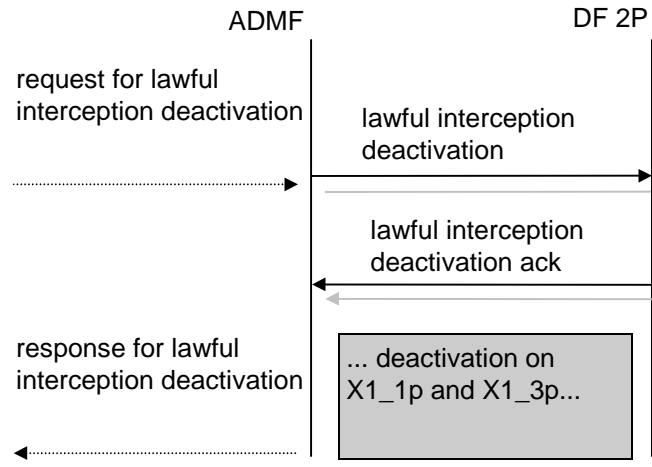 ADMF
DF 2P
request for lawful
interception deactivation
lawful interception
deactivation
lawful interception
deactivation ack
response for lawful
interception deactivation
... deactivation on
X1_1p and X1_3p...